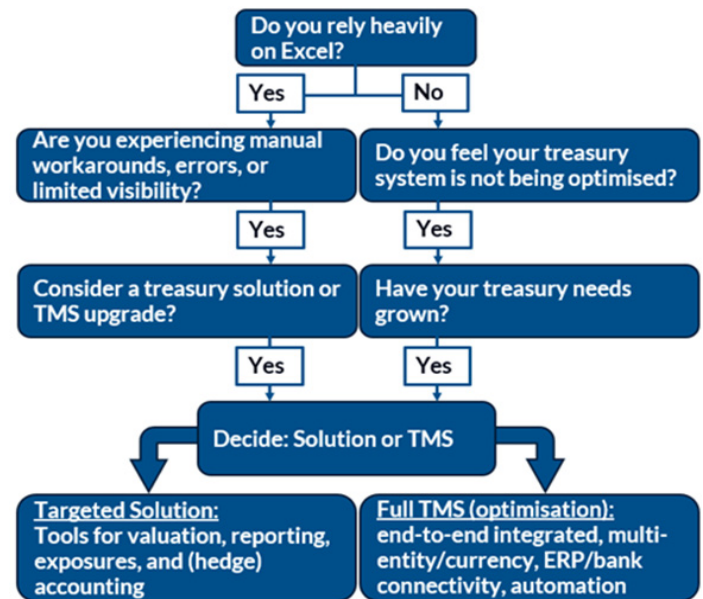 Do you rely heavily
on Excel?
Yes
No
Are you experiencing manual
workarounds, errors, or
limited visibility?
Do you feel your treasury
system is not being optimised?
Yes
Yes
Consider a treasury solution or
TMS upgrade?
Have your treasury needs
grown?
Yes
Yes
Decide: Solution or TMS
Targeted Solution:
Tools for valuation, reporting,
exposures, and (hedge)
accounting
Full TMS (optimisation):
end-to-end integrated, multi-
entity/currency, ERP/bank
connectivity, automation